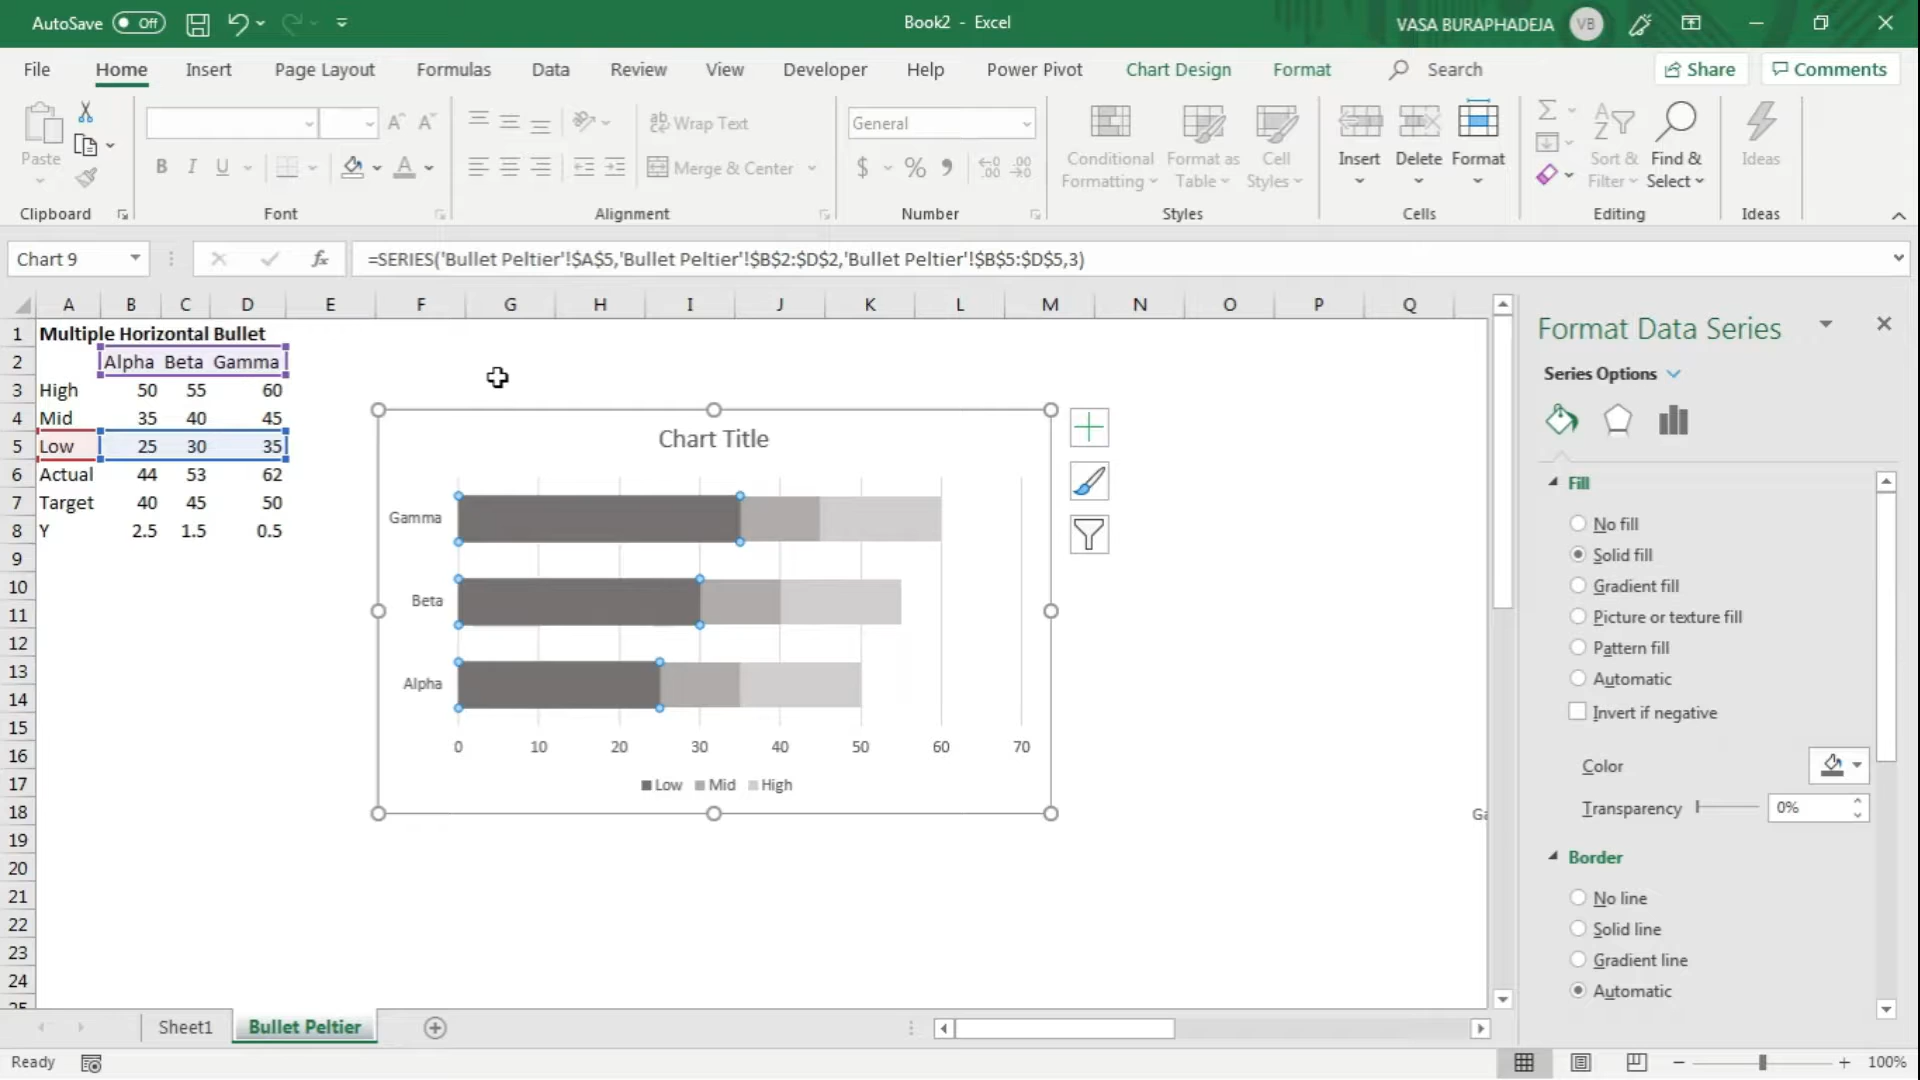 AutoSave Off Book2 - Excel VASA BURAPHADEJA VB
File Home Insert Page Layout Formulas Data Review View Developer Help Power Pivot Chart Design Format Search Share Comments
Paste
B I U A A A
ab Wrap Text
Merge & Center
General
$ % 9
Conditional Formatting
Format as Table
Cell Styles
Insert Delete Format
Sort & Filter
Find & Select
Ideas
Clipboard Font Alignment Number Styles Cells Editing Ideas
Chart 9 fx =SERIES('Bullet Peltier'!$A$5,'Bullet Peltier'!$B$2:$D$2,'Bullet Peltier'!$B$5:$D$5,3)
A B C D E F G H I J K L M N O P Q
1 Multiple Horizontal Bullet
2 Alpha Beta Gamma
3 High 50 55 60
4 Mid 35 40 45
5 Low 25 30 35
6 Actual 44 53 62
7 Target 40 45 50
8 Y 2.5 1.5 0.5
9
10
11
12
13
14
15
16
17
18
19
20
21
22
23
24
25
Chart Title
Gamma
Beta
Alpha
0 10 20 30 40 50 60 70
Low Mid High
Ga
Format Data Series
Series Options
Fill
No fill
Solid fill
Gradient fill
Picture or texture fill
Pattern fill
Automatic
Invert if negative
Color
Transparency 0%
Border
No line
Solid line
Gradient line
Automatic
Sheet1 Bullet Peltier
Ready 100%